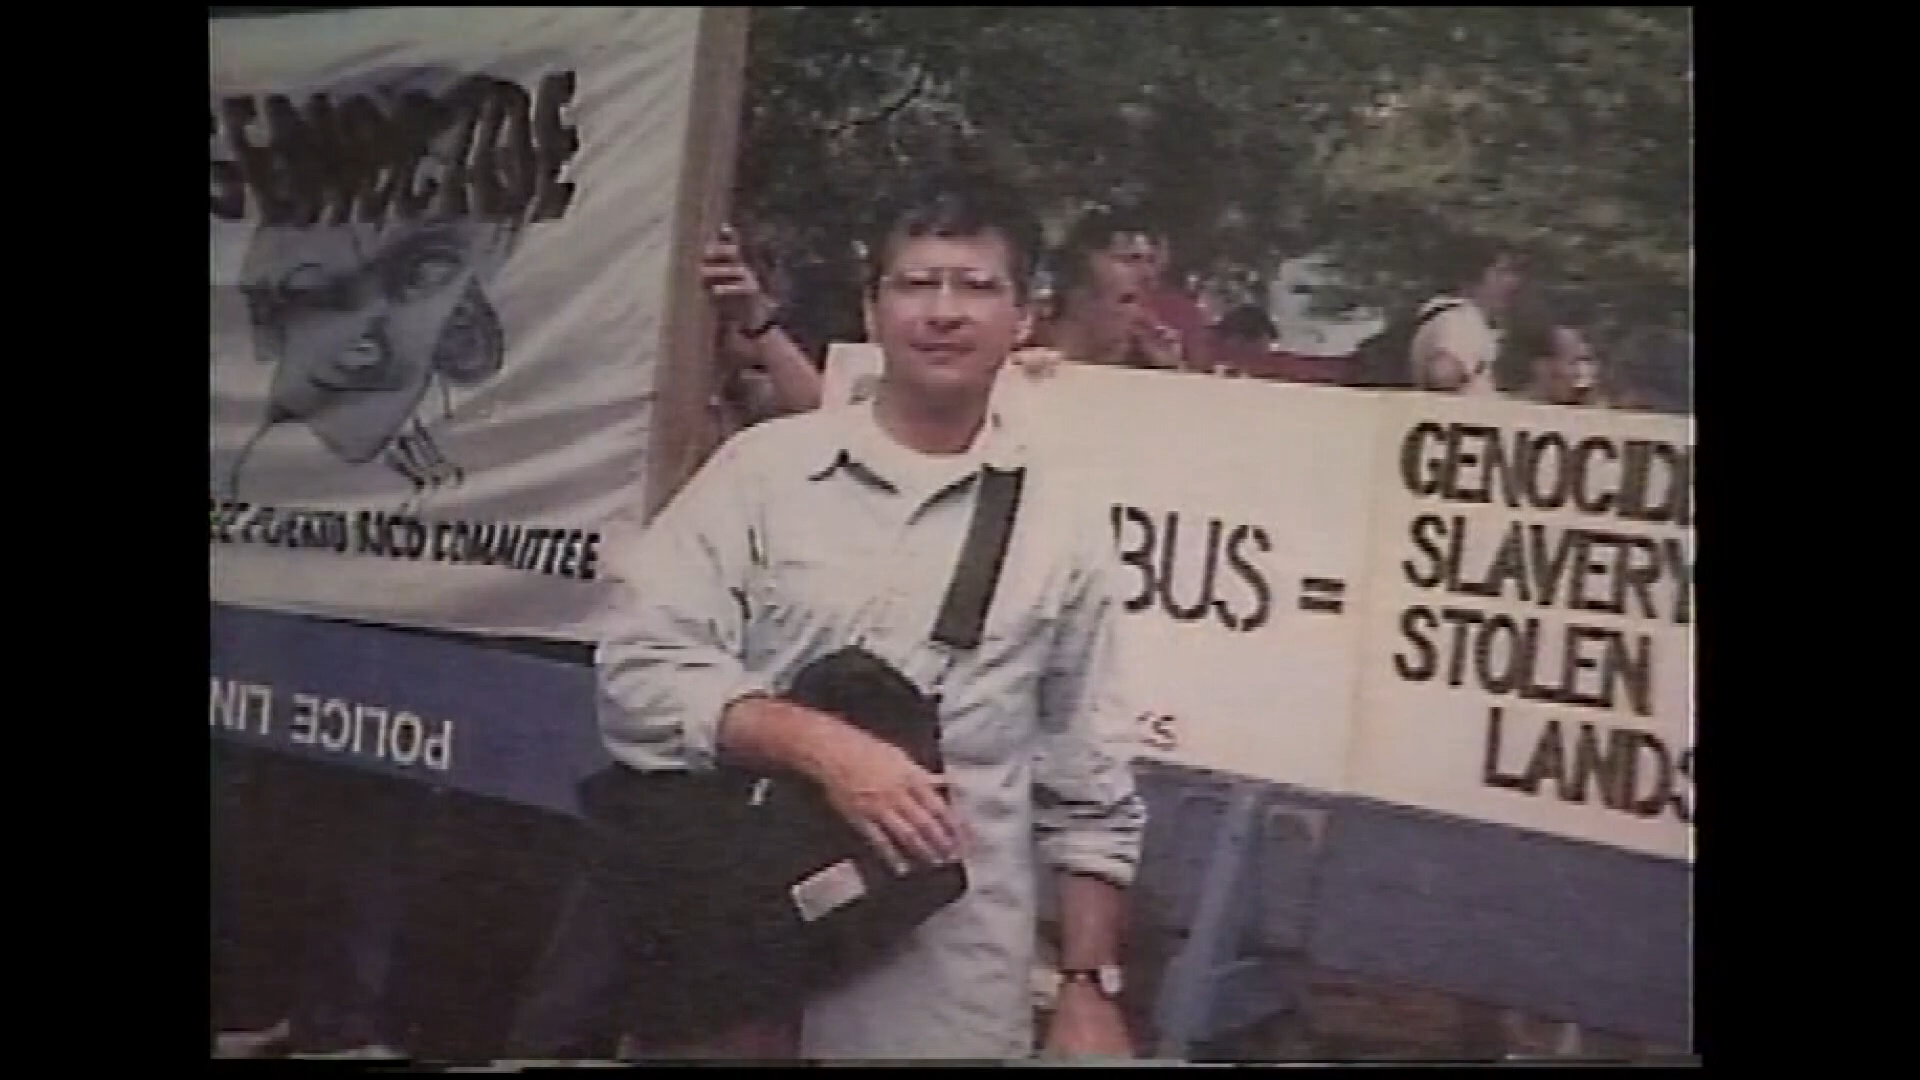 GENOCIDE
COMMITTEE
POLICE LIN
BUS =
GENOCID
SLAVERY
STOLEN
LANDS